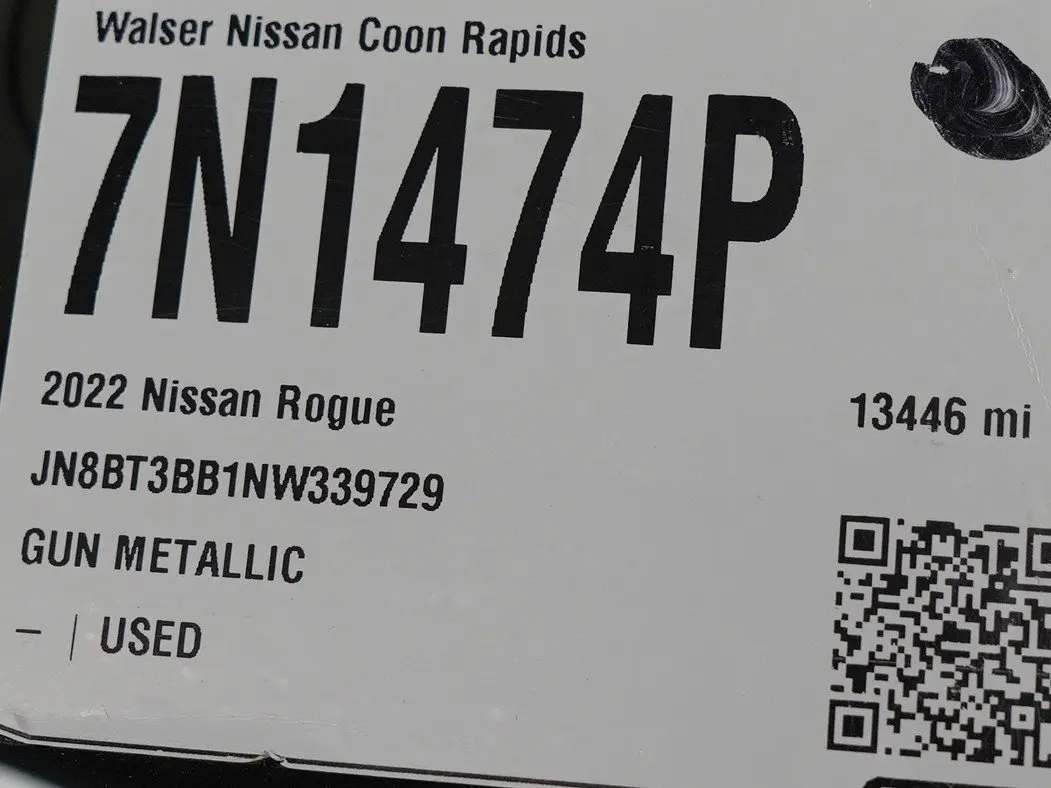 Walser Nissan Coon Rapids
7N1474P
2022 Nissan Rogue
13446 mi
JN8BT3BB1NW339729
GUN METALLIC
– | USED